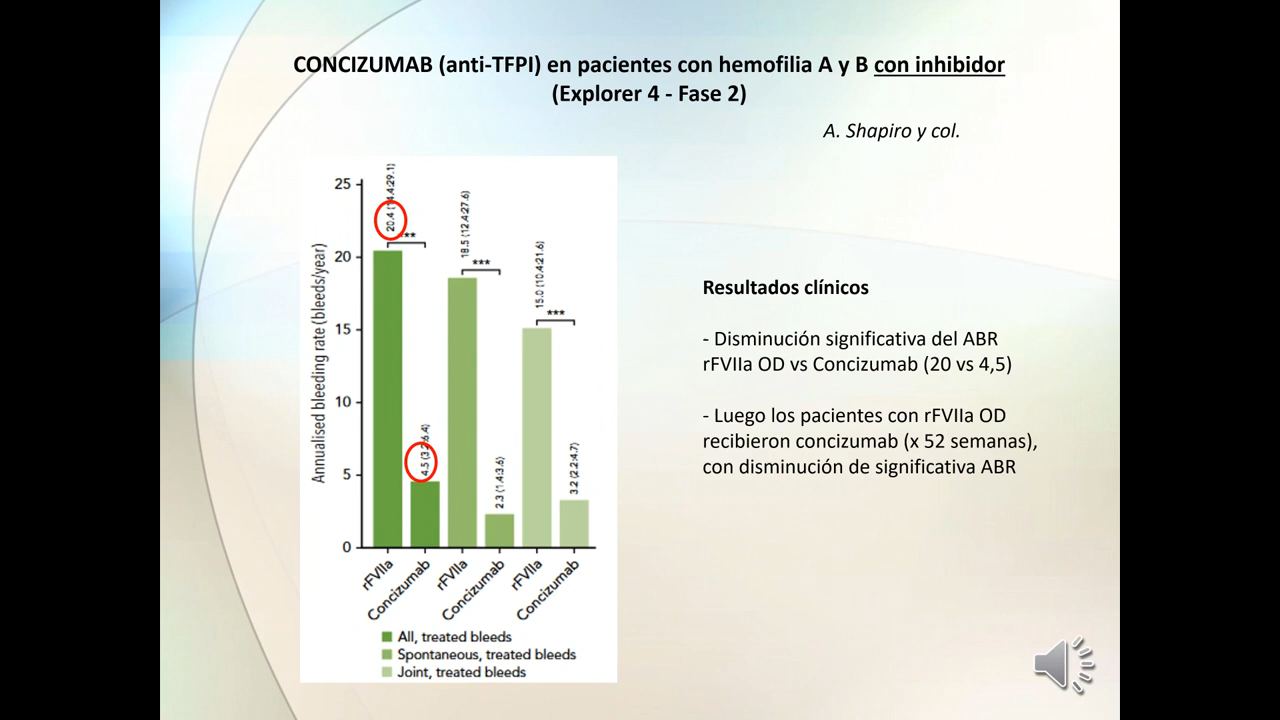 CONCIZUMAB (anti-TFPI) en pacientes con hemofilia A y B con inhibidor
(Explorer 4 - Fase 2)
A. Shapiro y col.
Annualised bleeding rate (bleeds/year)
25
20
15
10
5
0
20.4 (14.4:29.1)
***
4.5 (3.2:6.4)
18.5 (12.4:27.6)
***
2.3 (1.4:3.6)
15.0 (10.4:21.6)
***
3.2 (2.2:4.7)
rFVIIa
Concizumab
rFVIIa
Concizumab
rFVIIa
Concizumab
All, treated bleeds
Spontaneous, treated bleeds
Joint, treated bleeds
Resultados clínicos
- Disminución significativa del ABR
rFVIIa OD vs Concizumab (20 vs 4,5)
- Luego los pacientes con rFVIIa OD
recibieron concizumab (x 52 semanas),
con disminución de significativa ABR